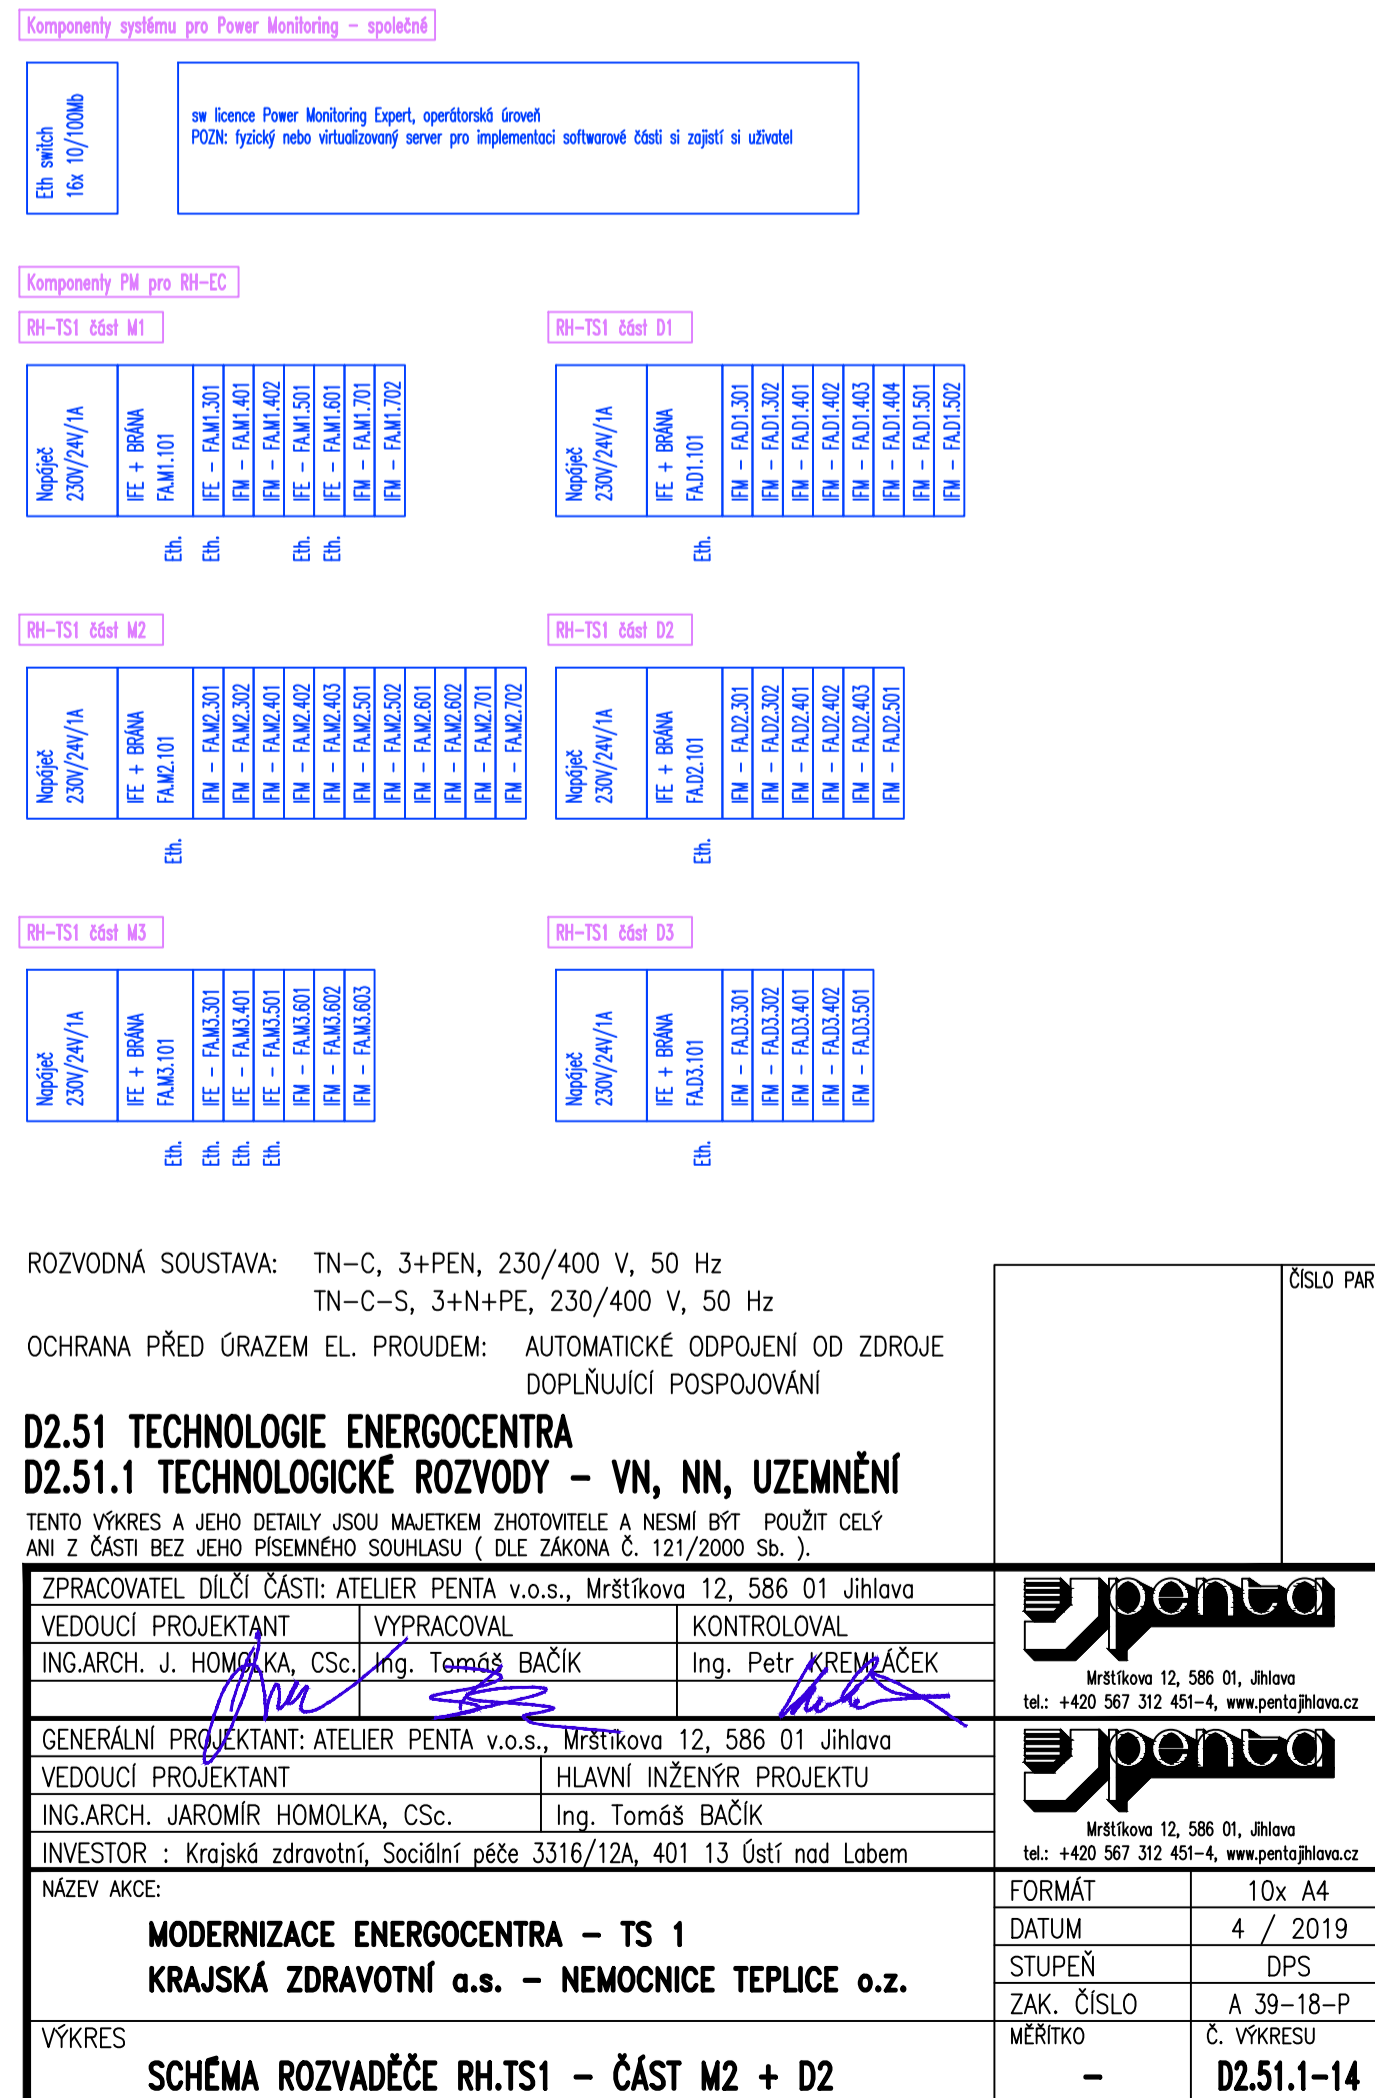 Komponenty systému pro Power Monitoring – společné
Eth switch
16x 10/100Mb
sw licence Power Monitoring Expert, operátorská úroveň
POZN: fyzický nebo virtualizovaný server pro implementaci softwarové části si zajistí si uživatel
Komponenty PM pro RH–EC
RH–TS1 část M1
Napáječ
230V/24V/1A
IFE + BRÁNA
FA.M1.101
IFE – FA.M1.301
IFM – FA.M1.401
IFM – FA.M1.402
IFE – FA.M1.501
IFE – FA.M1.601
IFM – FA.M1.701
IFM – FA.M1.702
Eth.
Eth.
Eth.
Eth.
RH–TS1 část D1
Napáječ
230V/24V/1A
IFE + BRÁNA
FA.D1.101
IFM – FA.D1.301
IFM – FA.D1.302
IFM – FA.D1.401
IFM – FA.D1.402
IFM – FA.D1.403
IFM – FA.D1.404
IFM – FA.D1.501
IFM – FA.D1.502
Eth.
RH–TS1 část M2
Napáječ
230V/24V/1A
IFE + BRÁNA
FA.M2.101
IFM – FA.M2.301
IFM – FA.M2.302
IFM – FA.M2.401
IFM – FA.M2.402
IFM – FA.M2.403
IFM – FA.M2.501
IFM – FA.M2.502
IFM – FA.M2.601
IFM – FA.M2.602
IFM – FA.M2.701
IFM – FA.M2.702
Eth.
RH–TS1 část D2
Napáječ
230V/24V/1A
IFE + BRÁNA
FA.D2.101
IFM – FA.D2.301
IFM – FA.D2.302
IFM – FA.D2.401
IFM – FA.D2.402
IFM – FA.D2.403
IFM – FA.D2.501
Eth.
RH–TS1 část M3
Napáječ
230V/24V/1A
IFE + BRÁNA
FA.M3.101
IFE – FA.M3.301
IFE – FA.M3.401
IFE – FA.M3.501
IFM – FA.M3.601
IFM – FA.M3.602
IFM – FA.M3.603
Eth.
Eth.
Eth.
Eth.
RH–TS1 část D3
Napáječ
230V/24V/1A
IFE + BRÁNA
FA.D3.101
IFM – FA.D3.301
IFM – FA.D3.302
IFM – FA.D3.401
IFM – FA.D3.402
IFM – FA.D3.501
Eth.
ROZVODNÁ SOUSTAVA: TN–C, 3+PEN, 230/400 V, 50 Hz
TN–C–S, 3+N+PE, 230/400 V, 50 Hz
OCHRANA PŘED ÚRAZEM EL. PROUDEM: AUTOMATICKÉ ODPOJENÍ OD ZDROJE
DOPLŇUJÍCÍ POSPOJOVÁNÍ
ČÍSLO PAR
D2.51 TECHNOLOGIE ENERGOCENTRA
D2.51.1 TECHNOLOGICKÉ ROZVODY – VN, NN, UZEMNĚNÍ
TENTO VÝKRES A JEHO DETAILY JSOU MAJETKEM ZHOTOVITELE A NESMÍ BÝT POUŽIT CELÝ
ANI Z ČÁSTI BEZ JEHO PÍSEMNÉHO SOUHLASU ( DLE ZÁKONA Č. 121/2000 Sb. ).
ZPRACOVATEL DÍLČÍ ČÁSTI: ATELIER PENTA v.o.s., Mrštíkova 12, 586 01 Jihlava
VEDOUCÍ PROJEKTANT VYPRACOVAL KONTROLOVAL
ING.ARCH. J. HOMOLKA, CSc. Ing. Tomáš BAČÍK Ing. Petr KREMLÁČEK
penta
Mrštíkova 12, 586 01, Jihlava
tel.: +420 567 312 451–4, www.pentajihlava.cz
GENERÁLNÍ PROJEKTANT: ATELIER PENTA v.o.s., Mrštíkova 12, 586 01 Jihlava
VEDOUCÍ PROJEKTANT HLAVNÍ INŽENÝR PROJEKTU
ING.ARCH. JAROMÍR HOMOLKA, CSc. Ing. Tomáš BAČÍK
INVESTOR : Krajská zdravotní, Sociální péče 3316/12A, 401 13 Ústí nad Labem
penta
Mrštíkova 12, 586 01, Jihlava
tel.: +420 567 312 451–4, www.pentajihlava.cz
NÁZEV AKCE:
MODERNIZACE ENERGOCENTRA – TS 1
KRAJSKÁ ZDRAVOTNÍ a.s. – NEMOCNICE TEPLICE o.z.
FORMÁT 10x A4
DATUM 4 / 2019
STUPEŇ DPS
ZAK. ČÍSLO A 39–18–P
VÝKRES
SCHÉMA ROZVADĚČE RH.TS1 – ČÁST M2 + D2
MĚŘÍTKO
–
Č. VÝKRESU
D2.51.1–14